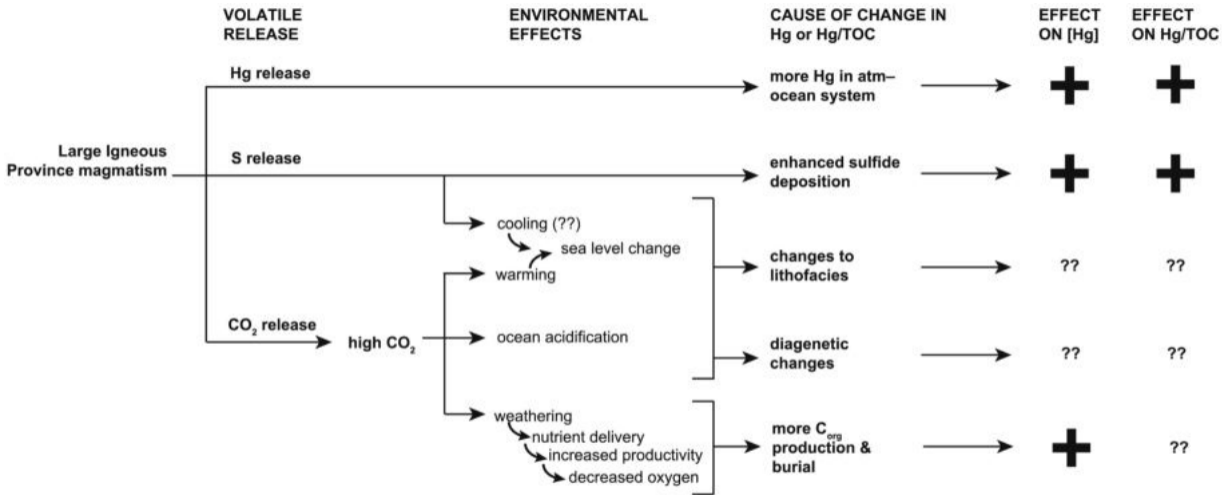 VOLATILE
RELEASE
ENVIRONMENTAL
EFFECTS
CAUSE OF CHANGE IN
Hg or Hg/TOC
EFFECT
ON [Hg]
EFFECT
ON Hg/TOC
Hg release
more Hg in atm–
ocean system
+ +
Large Igneous
Province magmatism
S release
enhanced sulfide
deposition
+ +
cooling (??)
sea level change
warming
changes to
lithofacies
?? ??
CO₂ release
high CO₂
ocean acidification
diagenetic
changes
?? ??
weathering
nutrient delivery
increased productivity
decreased oxygen
more Corg
production &
burial
+ ??